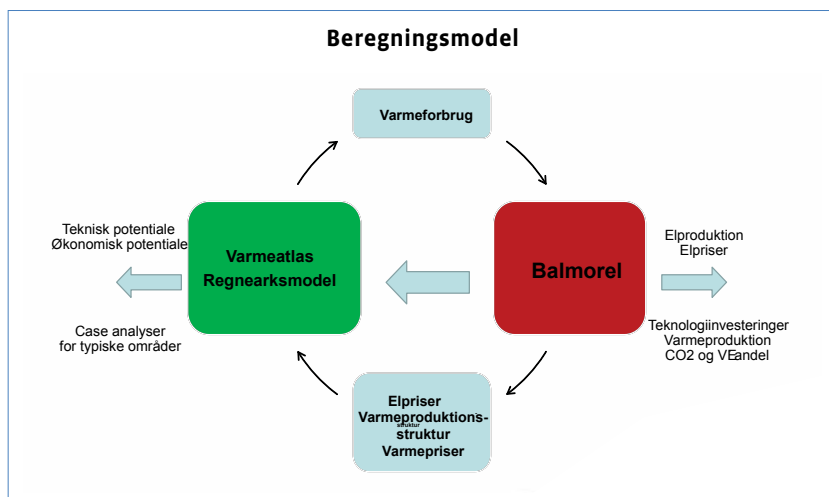 Beregningsmodel
Varmeforbrug
Teknisk potentiale
Økonomisk potentiale
Case analyser
for typiske områder
Varmeatlas
Regnearksmodel
Balmorel
Elproduktion
Elpriser
Teknologiinvesteringer
Varmeproduktion
CO2 og VEandel
Elpriser
Varmeproduktions-
struktur
struktur
Varmepriser